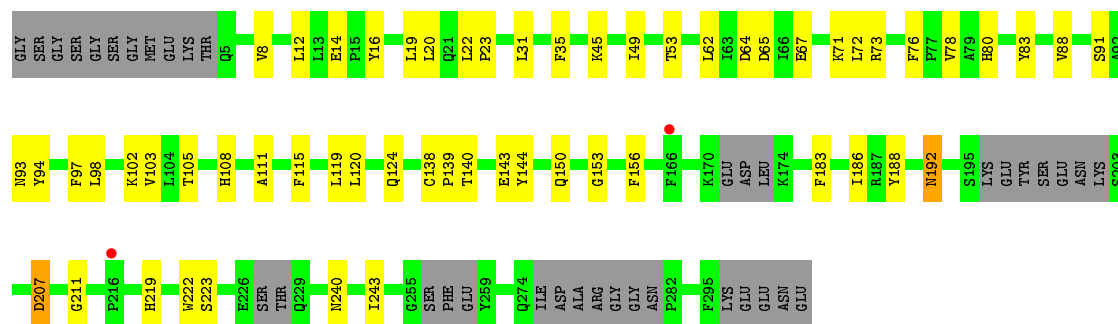 GLY SER GLY SER GLY SER GLY MET GLU LYS THR Q5 V8 L12 L13 E14 P15 Y16 L19 L20 Q21 L22 P23 L31 F35 K45 I49 T53 L62 I63 D64 D65 I66 E67 K71 L72 R73 F76 P77 V78 A79 H80 Y83 V88 S91 A92
N93 Y94 F97 L98 K102 V103 L104 T105 H108 A111 F115 L119 L120 Q124 C138 P139 T140 E143 Y144 Q150 G153 F156 F166 K170 GLU ASP LEU K174 F183 I186 R187 Y188 N192 S195 LYS GLU TYR SER GLU ASN LYS S203
D207 G211 P216 H219 W222 S223 E226 SER THR Q229 N240 I243 G255 SER PHE GLU Y259 Q274 ILE ASP ALA ARG GLY GLY ASN P282 F295 LYS GLU GLU ASN GLU